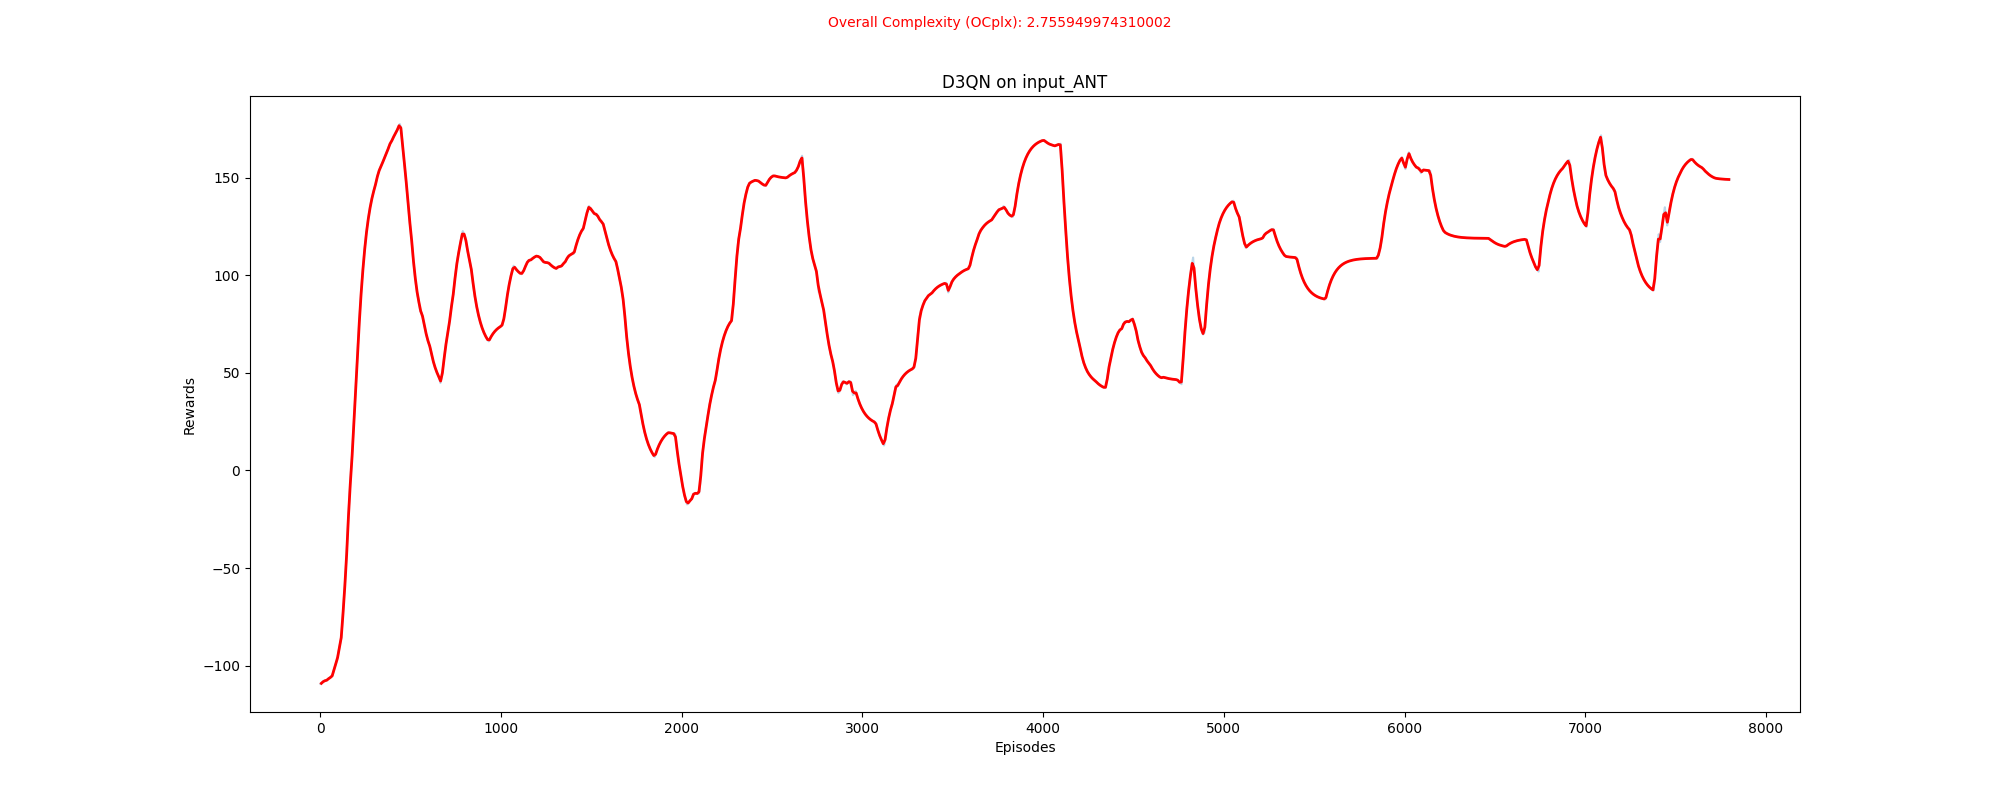 Overall Complexity (OCplx): 2.755949974310002
D3QN on input_ANT
Rewards
150
100
50
0
−50
−100
0 1000 2000 3000 4000 5000 6000 7000 8000
Episodes